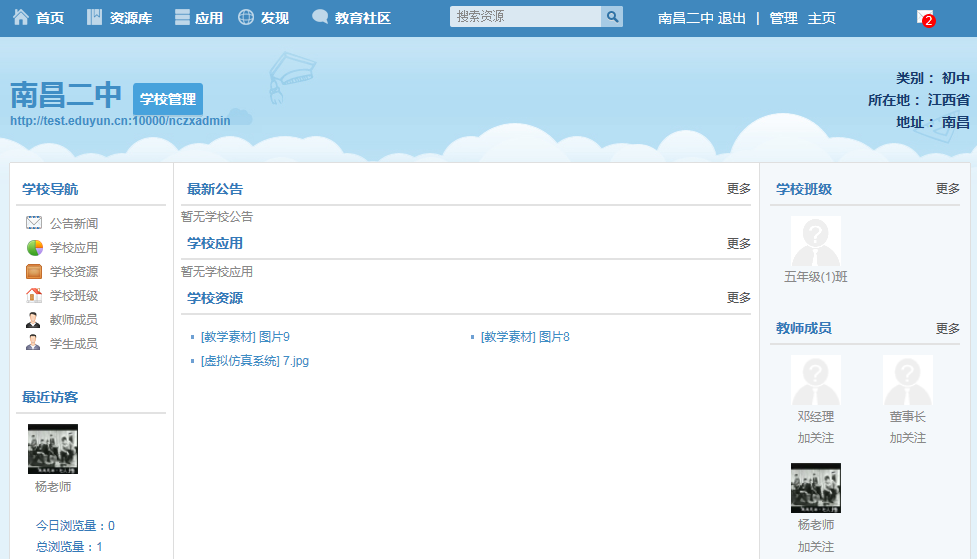 首页 资源库 应用 发现 教育社区 搜索资源 南昌二中 退出 | 管理 主页 2
南昌二中 学校管理
http://test.eduyun.cn:10000/nczxadmin
类别： 初中
所在地： 江西省
地址： 南昌
学校导航
公告新闻
学校应用
学校资源
学校班级
教师成员
学生成员
最近访客
杨老师
今日浏览量：0
总浏览量：1
最新公告 更多
暂无学校公告
学校应用 更多
暂无学校应用
学校资源 更多
[教学素材] 图片9 [教学素材] 图片8
[虚拟仿真系统] 7.jpg
学校班级 更多
五年级(1)班
教师成员 更多
邓经理 董事长
加关注 加关注
杨老师
加关注